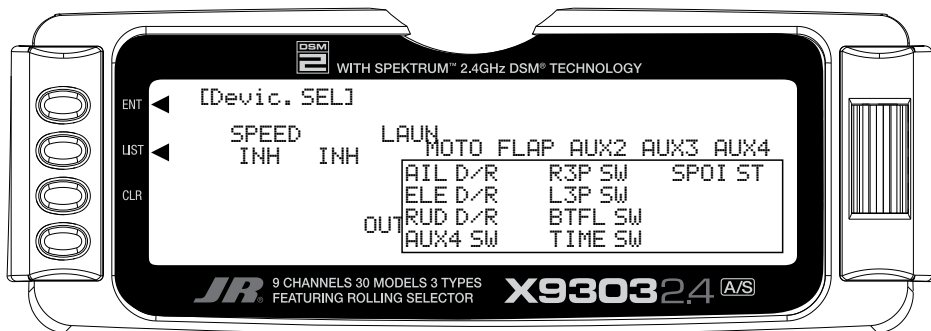 DSM
2
WITH SPEKTRUM™ 2.4GHz DSM® TECHNOLOGY
ENT
LIST
CLR
[Devic.SEL]
SPEED LAUN
INH INH
MOTO FLAP AUX2 AUX3 AUX4
AIL D/R R3P SW SPOI ST
ELE D/R L3P SW
OUT RUD D/R BTFL SW
AUX4 SW TIME SW
JR®
9 CHANNELS 30 MODELS 3 TYPES
FEATURING ROLLING SELECTOR
X9303 2.4 A/S